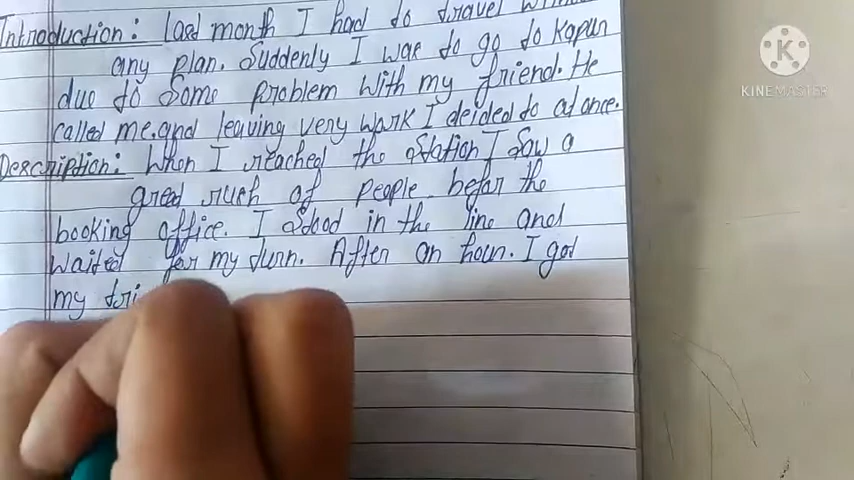 Introduction: last month I had to travel without
any plan. Suddenly I was to go to Kapun
due to some problem with my friend. He
called me.and leaving very wark I deided to at once.
Description: When I reached the station I saw a
great rush of people befor the
booking office. I stood in the line and
waited for my turn. After an hour. I got
my
K
KINEMASTER